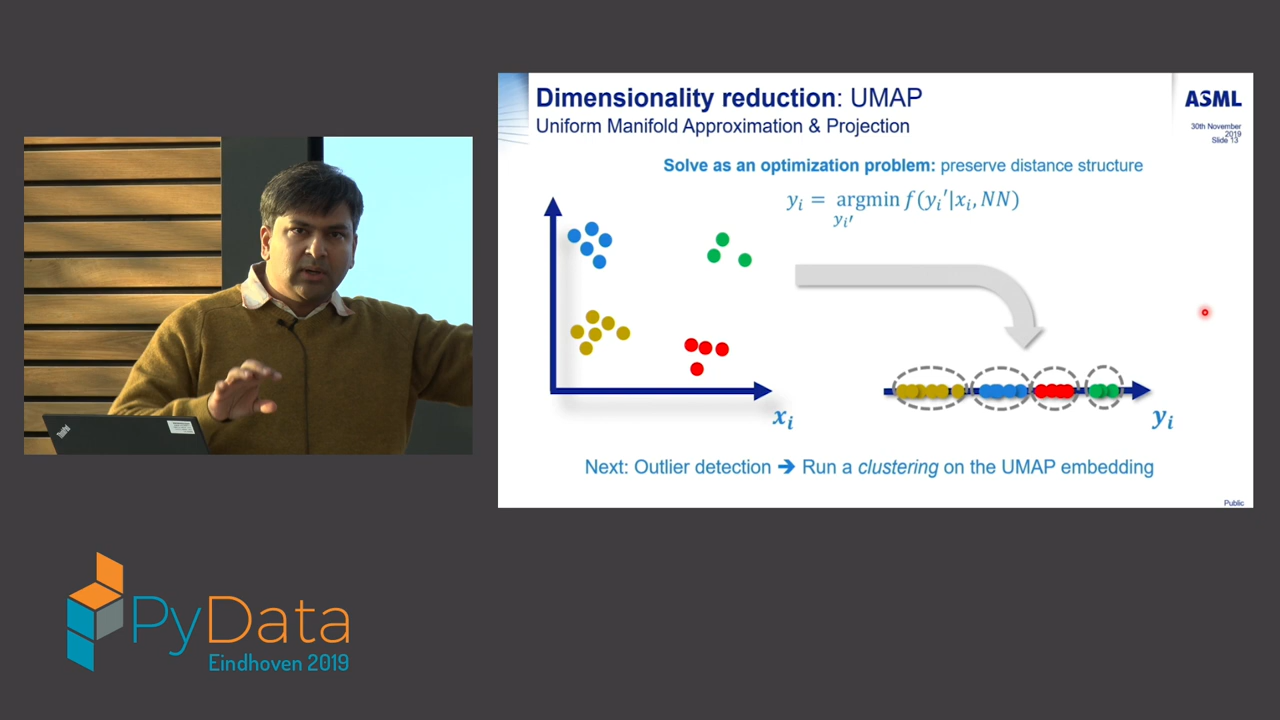 Dimensionality reduction: UMAP
Uniform Manifold Approximation & Projection
ASML
30th November
2019
Slide 13
Solve as an optimization problem: preserve distance structure
yᵢ = argmin f(yᵢ'|xᵢ, NN)
yᵢ'
xᵢ
yᵢ
Next: Outlier detection ➔ Run a clustering on the UMAP embedding
Public
ThinkPad
PyData
Eindhoven 2019